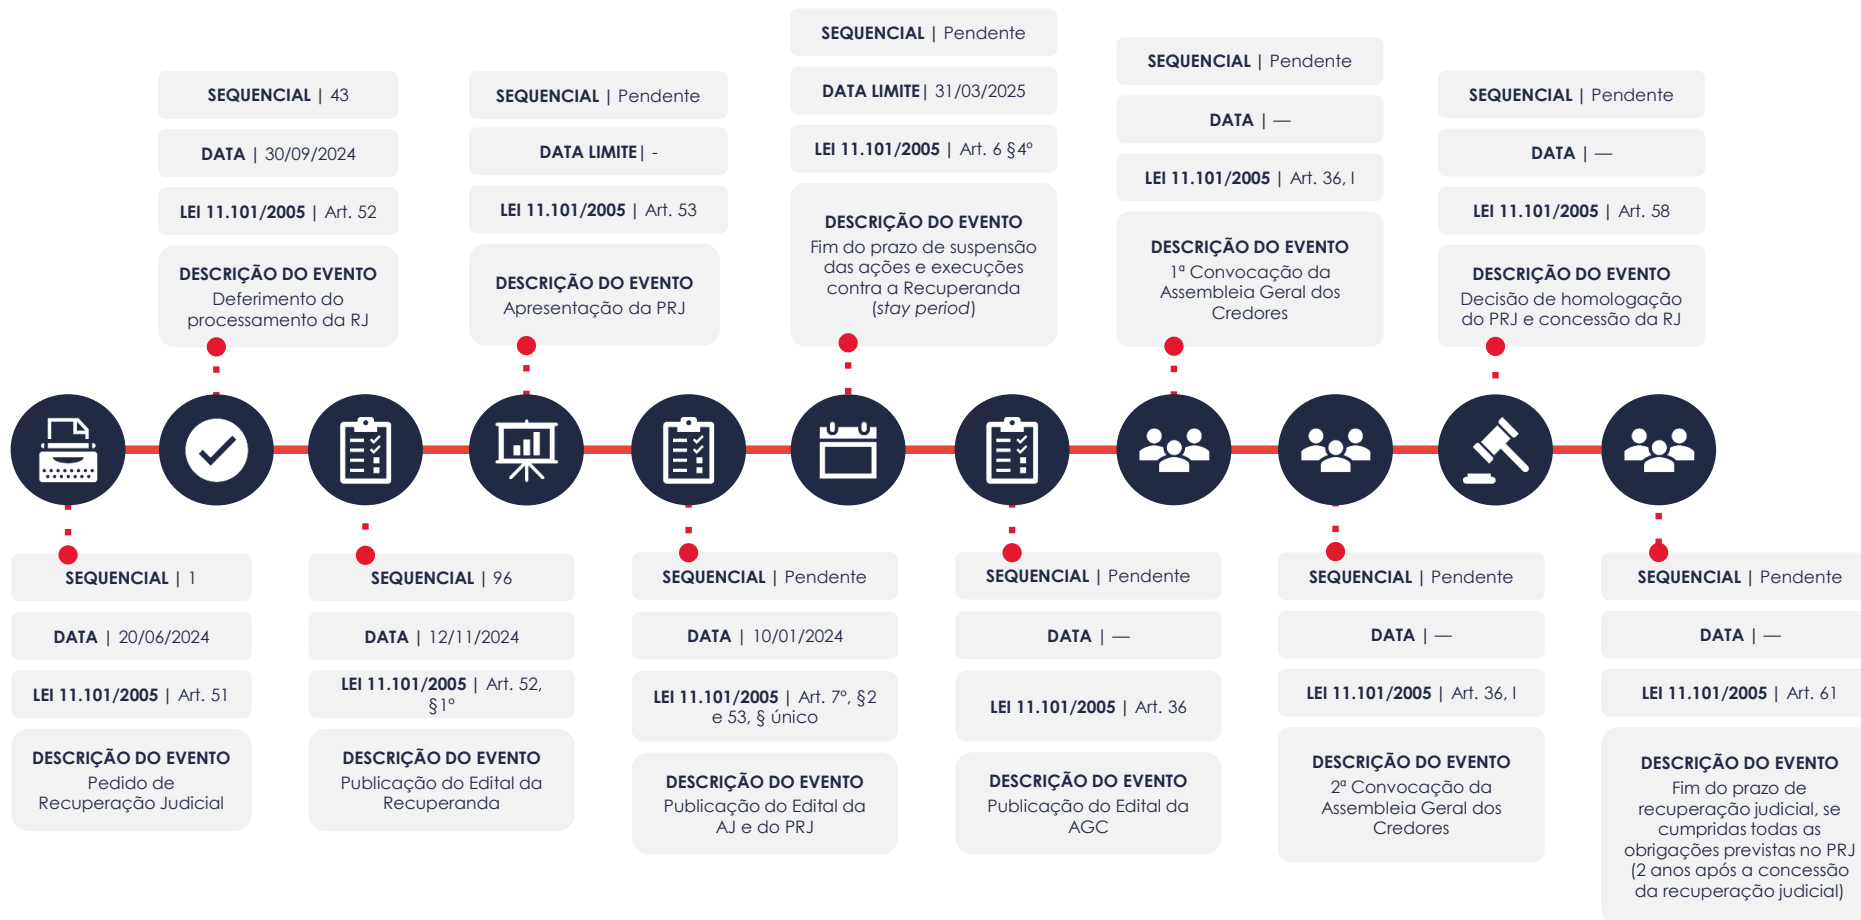 SEQUENCIAL | 43
DATA | 30/09/2024
LEI 11.101/2005 | Art. 52
DESCRIÇÃO DO EVENTO
Deferimento do
processamento da RJ
SEQUENCIAL | Pendente
DATA LIMITE| -
LEI 11.101/2005 | Art. 53
DESCRIÇÃO DO EVENTO
Apresentação da PRJ
SEQUENCIAL | Pendente
DATA LIMITE| 31/03/2025
LEI 11.101/2005 | Art. 6 §4º
DESCRIÇÃO DO EVENTO
Fim do prazo de suspensão
das ações e execuções
contra a Recuperanda
(stay period)
SEQUENCIAL | Pendente
DATA | —
LEI 11.101/2005 | Art. 36, I
DESCRIÇÃO DO EVENTO
1ª Convocação da
Assembleia Geral dos
Credores
SEQUENCIAL | Pendente
DATA | —
LEI 11.101/2005 | Art. 58
DESCRIÇÃO DO EVENTO
Decisão de homologação
do PRJ e concessão da RJ
SEQUENCIAL | 1
DATA | 20/06/2024
LEI 11.101/2005 | Art. 51
DESCRIÇÃO DO EVENTO
Pedido de
Recuperação Judicial
SEQUENCIAL | 96
DATA | 12/11/2024
LEI 11.101/2005 | Art. 52,
§1º
DESCRIÇÃO DO EVENTO
Publicação do Edital da
Recuperanda
SEQUENCIAL | Pendente
DATA | 10/01/2024
LEI 11.101/2005 | Art. 7º, §2
e 53, § único
DESCRIÇÃO DO EVENTO
Publicação do Edital da
AJ e do PRJ
SEQUENCIAL | Pendente
DATA | —
LEI 11.101/2005 | Art. 36
DESCRIÇÃO DO EVENTO
Publicação do Edital da
AGC
SEQUENCIAL | Pendente
DATA | —
LEI 11.101/2005 | Art. 36, I
DESCRIÇÃO DO EVENTO
2ª Convocação da
Assembleia Geral dos
Credores
SEQUENCIAL | Pendente
DATA | —
LEI 11.101/2005 | Art. 61
DESCRIÇÃO DO EVENTO
Fim do prazo de
recuperação judicial, se
cumpridas todas as
obrigações previstas no PRJ
(2 anos após a concessão
da recuperação judicial)